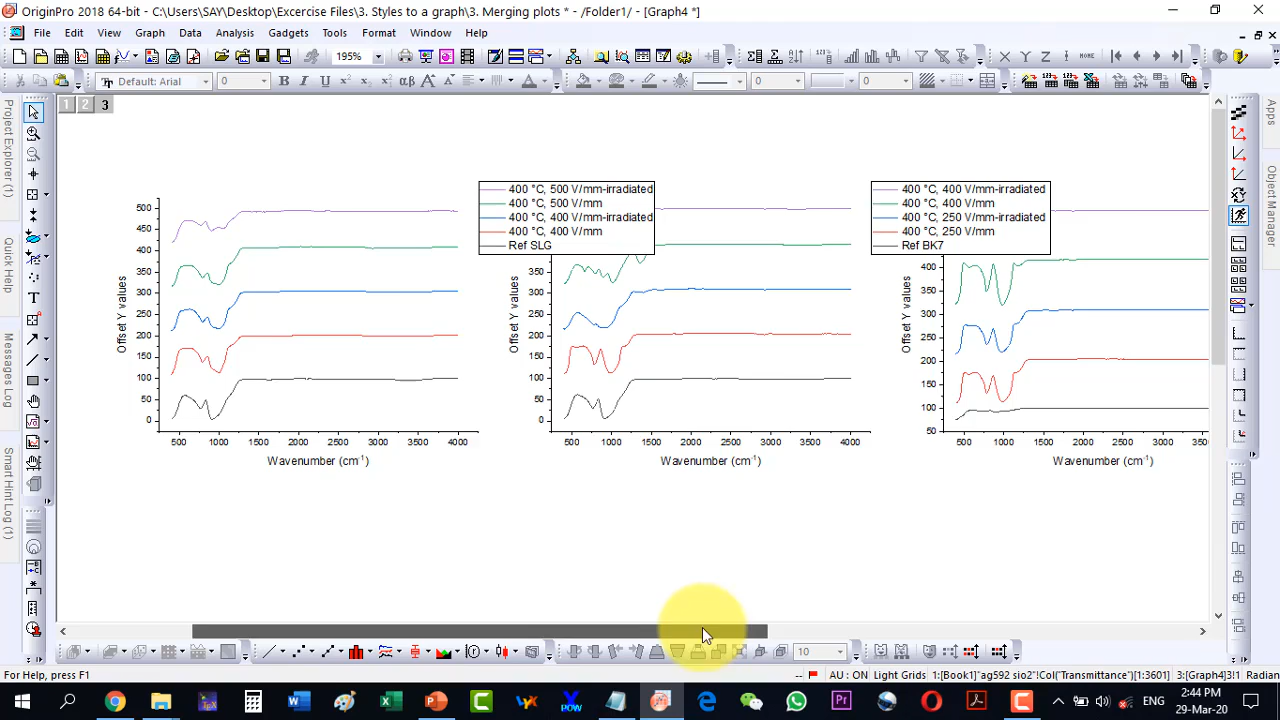 OriginPro 2018 64-bit - C:\Users\SAY\Desktop\Excercise Files\3. Styles to a graph\3. Merging plots * - /Folder1/ - [Graph4 *]
File Edit View Graph Data Analysis Gadgets Tools Format Window Help
195%
Default: Arial 0 B I U αβ A A A 0 0
1 2 3
Project Explorer (1)
Quick Help
Messages Log
Smart Hint Log (1)
Apps
Object Manager
400 °C, 500 V/mm-irradiated
400 °C, 500 V/mm
400 °C, 400 V/mm-irradiated
400 °C, 400 V/mm
Ref SLG
400 °C, 400 V/mm-irradiated
400 °C, 400 V/mm
400 °C, 250 V/mm-irradiated
400 °C, 250 V/mm
Ref BK7
Offset Y values
500
450
400
350
300
250
200
150
100
50
0
500 1000 1500 2000 2500 3000 3500 4000
Wavenumber (cm⁻¹)
Offset Y values
350
300
250
200
150
100
50
0
500 1000 1500 2000 2500 3000 3500 4000
Wavenumber (cm⁻¹)
Offset Y values
400
350
300
250
200
150
100
50
500 1000 1500 2000 2500 3000 35
Wavenumber (cm⁻¹)
10
For Help, press F1
AU : ON Light Grids 1:[Book1]"ag592 sio2"!Col("Transmittance")[1:3601] 3:[Graph4]3!1 Radian
ENG
2:44 PM
29-Mar-20